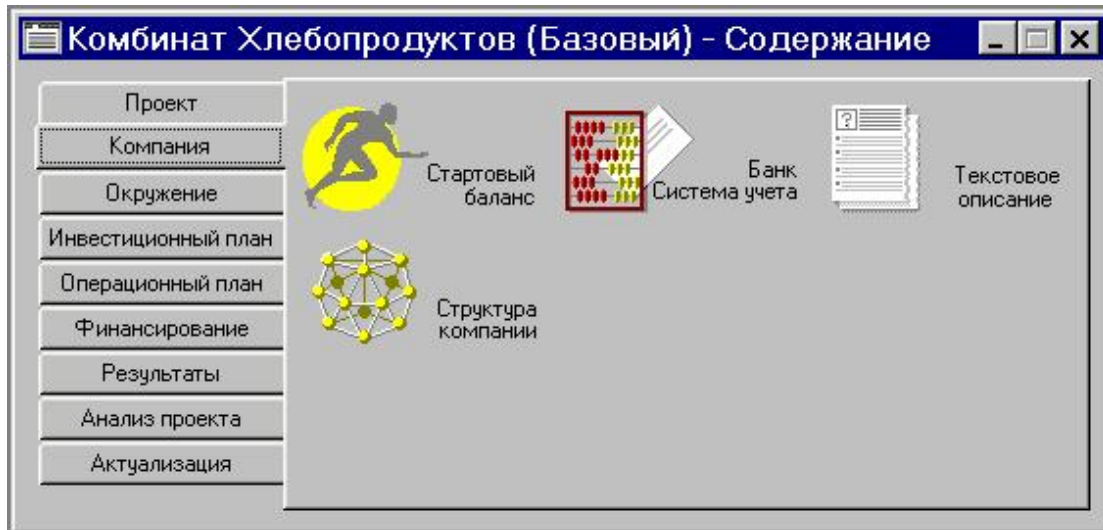 Комбинат Хлебопродуктов (Базовый) - Содержание
Проект
Компания
Окружение
Инвестиционный план
Операционный план
Финансирование
Результаты
Анализ проекта
Актуализация
Стартовый
баланс
Банк
Система учета
?
Текстовое
описание
Структура
компании